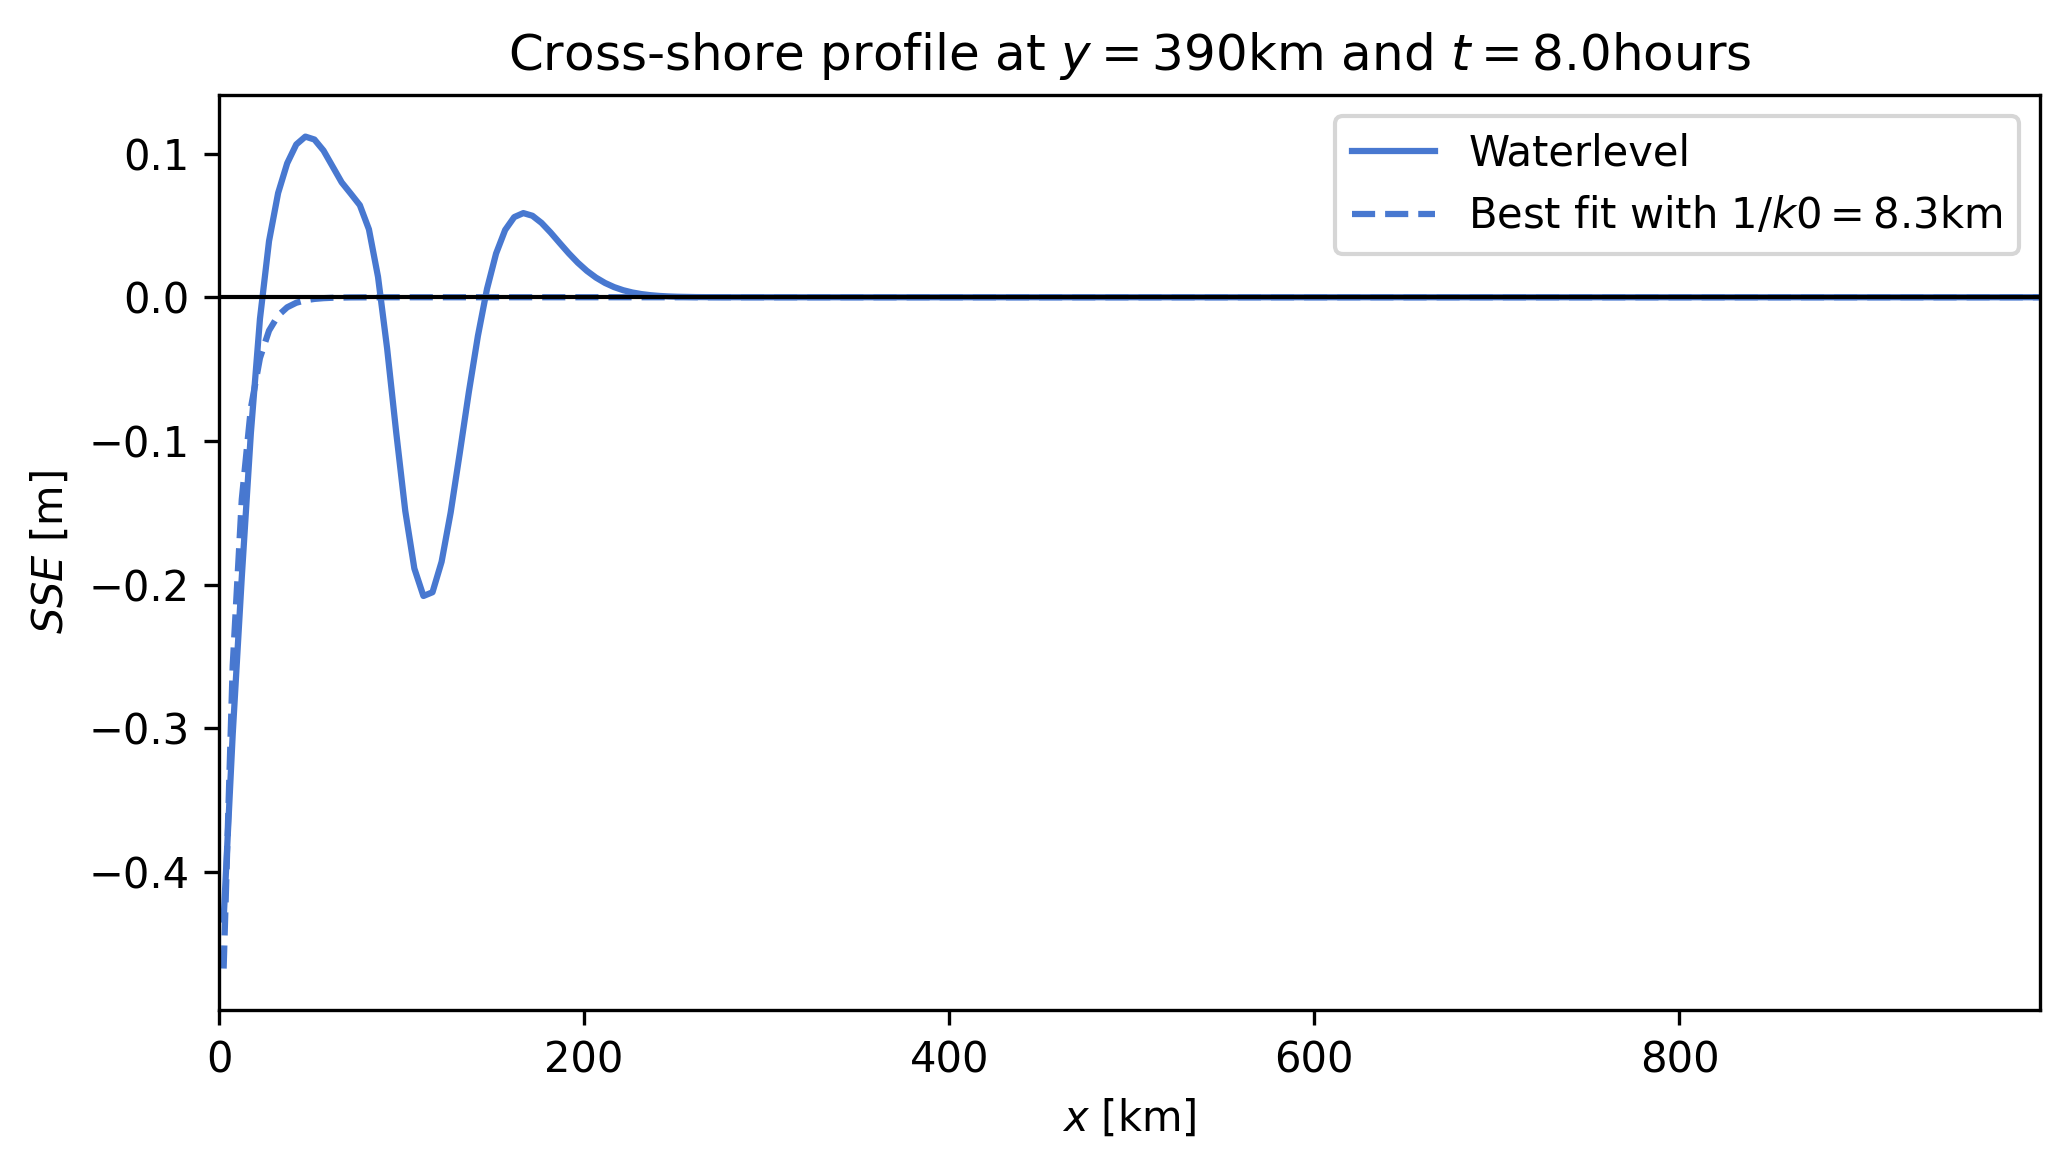 Cross-shore profile at y = 390km and t = 8.0hours
Waterlevel
Best fit with 1/k0 = 8.3km
0.1
0.0
−0.1
−0.2
−0.3
−0.4
SSE [m]
0 200 400 600 800
x [km]